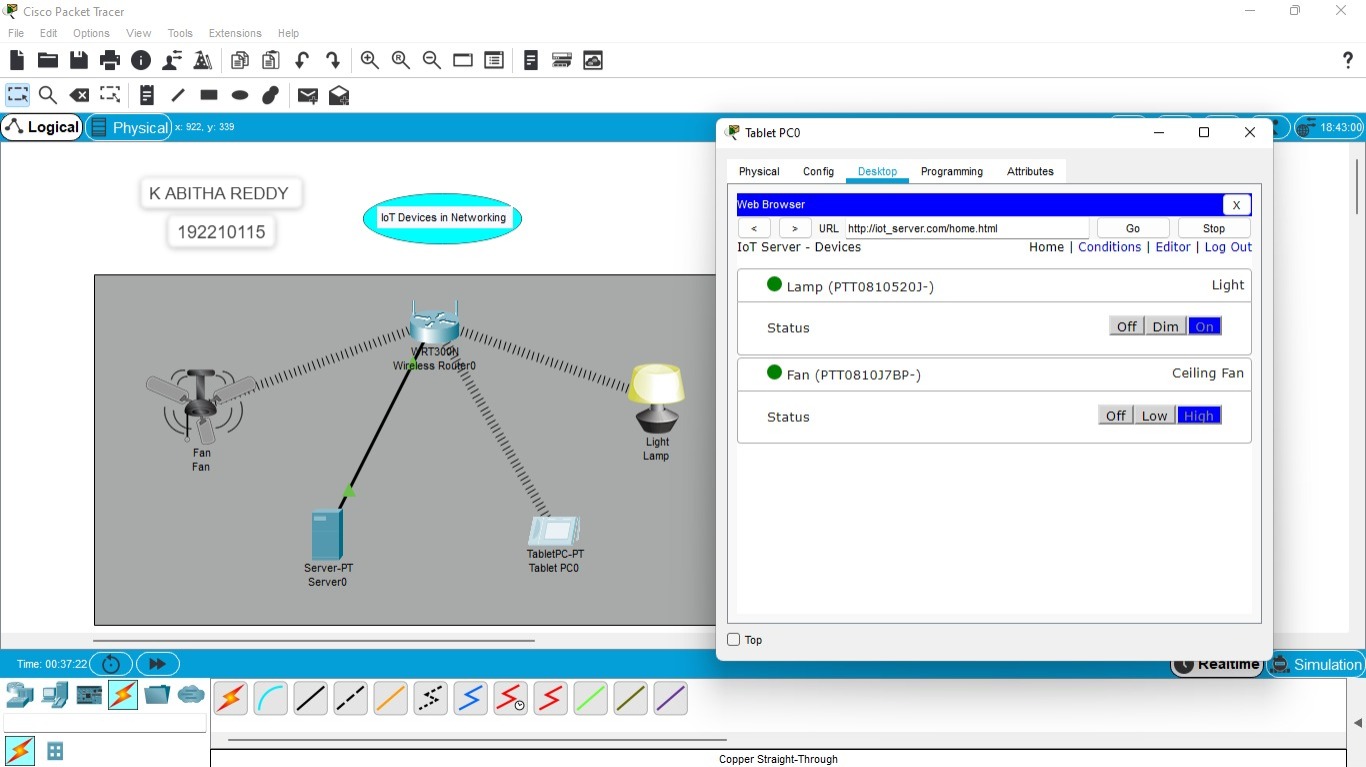 Cisco Packet Tracer
File Edit Options View Tools Extensions Help
?
Logical Physical x: 922, y: 339
18:43:00
K ABITHA REDDY
192210115
IoT Devices in Networking
WRT300N
Wireless Router0
Fan
Fan
Light
Lamp
Server-PT
Server0
TabletPC-PT
Tablet PC0
Tablet PC0
Physical Config Desktop Programming Attributes
Web Browser X
< > URL http://iot_server.com/home.html Go Stop
IoT Server - Devices Home | Conditions | Editor | Log Out
Lamp (PTT0810520J-) Light
Status Off Dim On
Fan (PTT0810J7BP-) Ceiling Fan
Status Off Low High
Top
Time: 00:37:22
Realtime Simulation
Copper Straight-Through